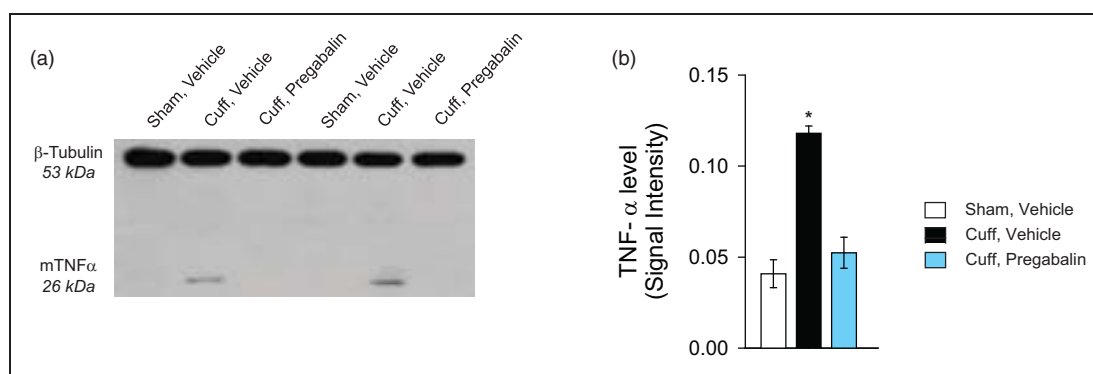 (a)
Sham, Vehicle
Cuff, Vehicle
Cuff, Pregabalin
Sham, Vehicle
Cuff, Vehicle
Cuff, Pregabalin
β-Tubulin
53 kDa
mTNFα
26 kDa
(b)
TNF- α level
(Signal Intensity)
0.15
0.10
0.05
0.00
*
Sham, Vehicle
Cuff, Vehicle
Cuff, Pregabalin